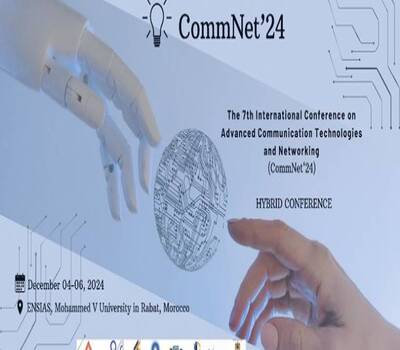 CommNet'24
The 7th International Conference on
Advanced Communication Technologies
and Networking
(CommNet'24)
HYBRID CONFERENCE
December 04-06, 2024
ENSIAS, Mohammed V University in Rabat, Morocco